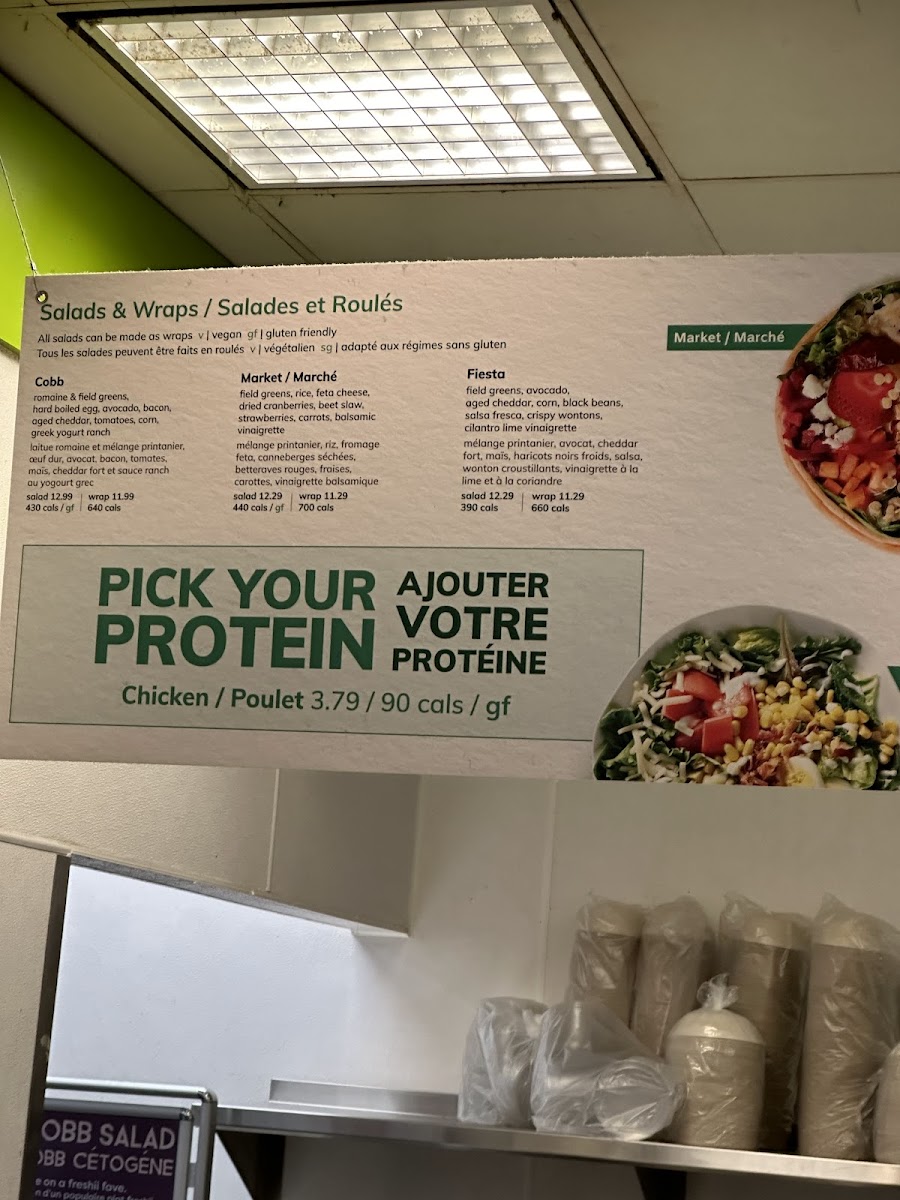 Salads & Wraps / Salades et Roulés
All salads can be made as wraps v | vegan gf | gluten friendly
Tous les salades peuvent être faits en roulés v | végétalien sg | adapté aux régimes sans gluten
Cobb
romaine & field greens,
hard boiled egg, avocado, bacon,
aged cheddar, tomatoes, corn,
greek yogurt ranch
laitue romaine et mélange printanier,
œuf dur, avocat, bacon, tomates,
maïs, cheddar fort et sauce ranch
au yogourt grec
salad 12.99 | wrap 11.99
430 cals / gf | 640 cals
Market / Marché
field greens, rice, feta cheese,
dried cranberries, beet slaw,
strawberries, carrots, balsamic
vinaigrette
mélange printanier, riz, fromage
feta, canneberges séchées,
betteraves rouges, fraises,
carottes, vinaigrette balsamique
salad 12.29 | wrap 11.29
440 cals / gf | 700 cals
Fiesta
field greens, avocado,
aged cheddar, corn, black beans,
salsa fresca, crispy wontons,
cilantro lime vinaigrette
mélange printanier, avocat, cheddar
fort, maïs, haricots noirs froids, salsa,
wonton croustillants, vinaigrette à la
lime et à la coriandre
salad 12.29 | wrap 11.29
390 cals | 660 cals
Market / Marché
PICK YOUR
PROTEIN
AJOUTER
VOTRE
PROTÉINE
Chicken / Poulet 3.79 / 90 cals / gf
OBB SALAD
OBB CÉTOGÉNE
e on a freshii fave.
n d'un populaire plat